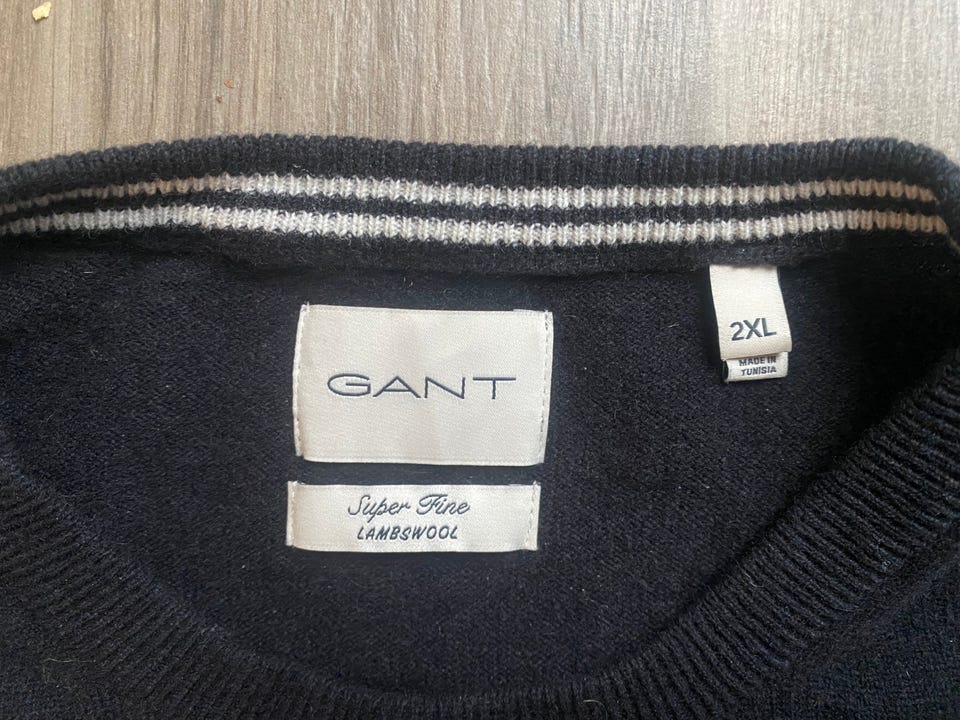 GANT
Super Fine
LAMBSWOOL
2XL
MADE IN
TUNISIA